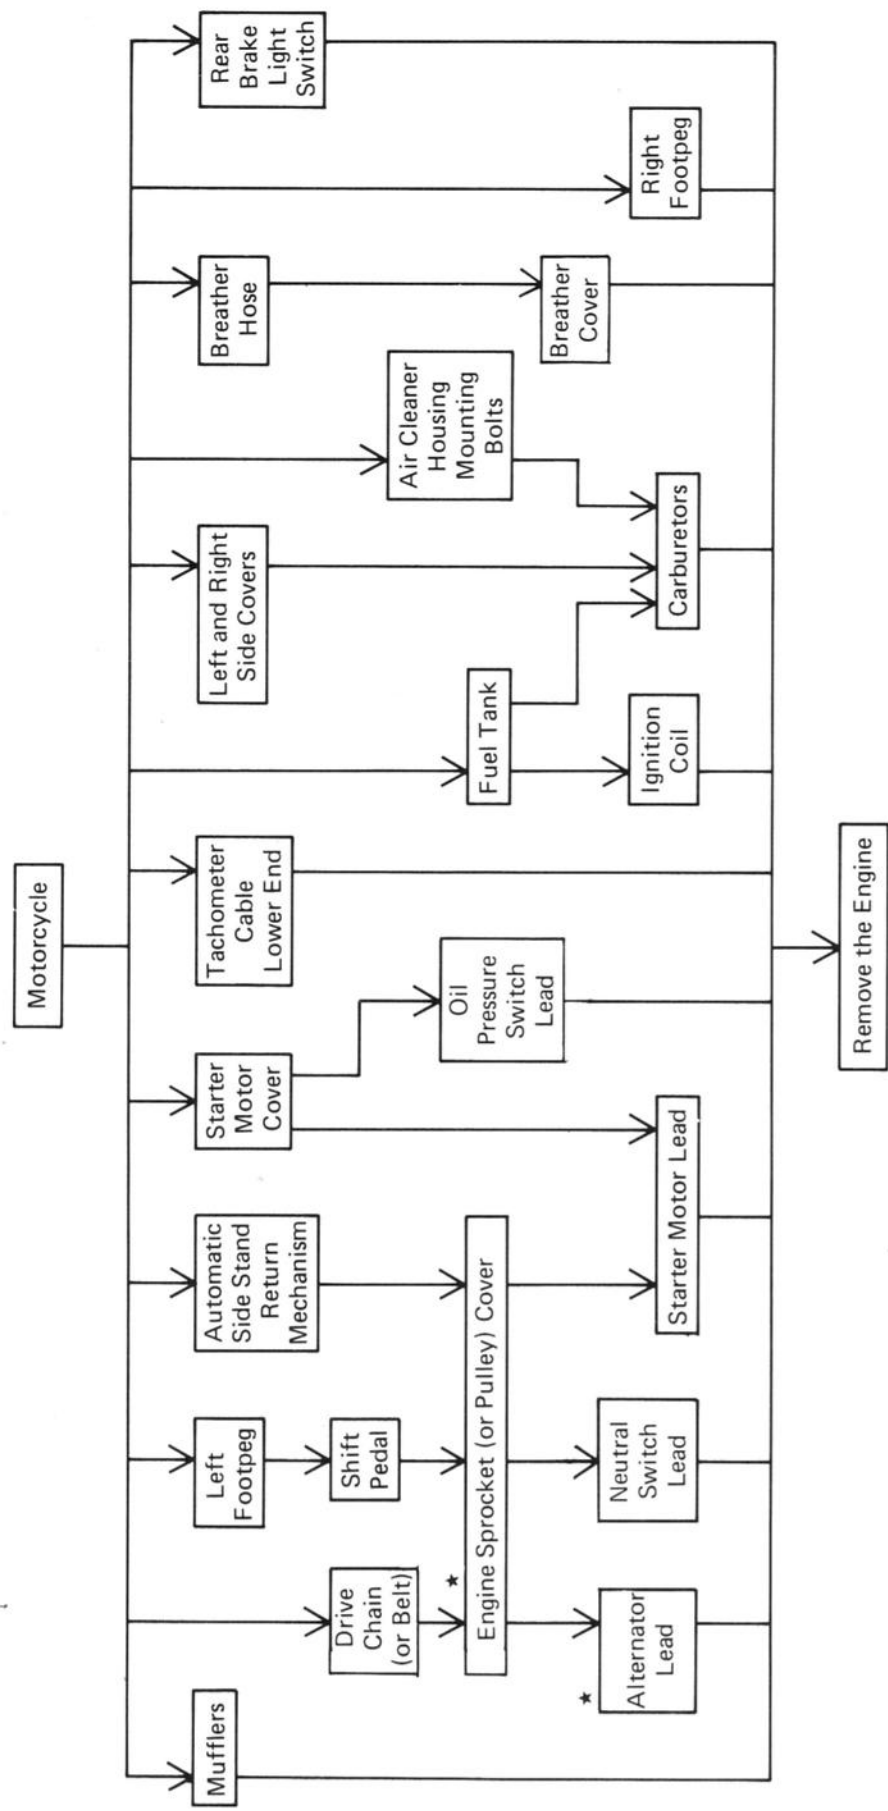 Motorcycle
Mufflers
Left
Footpeg
Automatic
Side Stand
Return
Mechanism
Starter
Motor
Cover
Tachometer
Cable
Lower End
Left and Right
Side Covers
Breather
Hose
Rear
Brake
Light
Switch
Drive
Chain
(or Belt)
Shift
Pedal
Air Cleaner
Housing
Mounting
Bolts
Oil
Pressure
Switch
Lead
★
Engine Sprocket (or Pulley) Cover
Fuel Tank
Breather
Cover
★
Alternator
Lead
Neutral
Switch
Lead
Starter Motor Lead
Ignition
Coil
Carburetors
Right
Footpeg
Remove the Engine